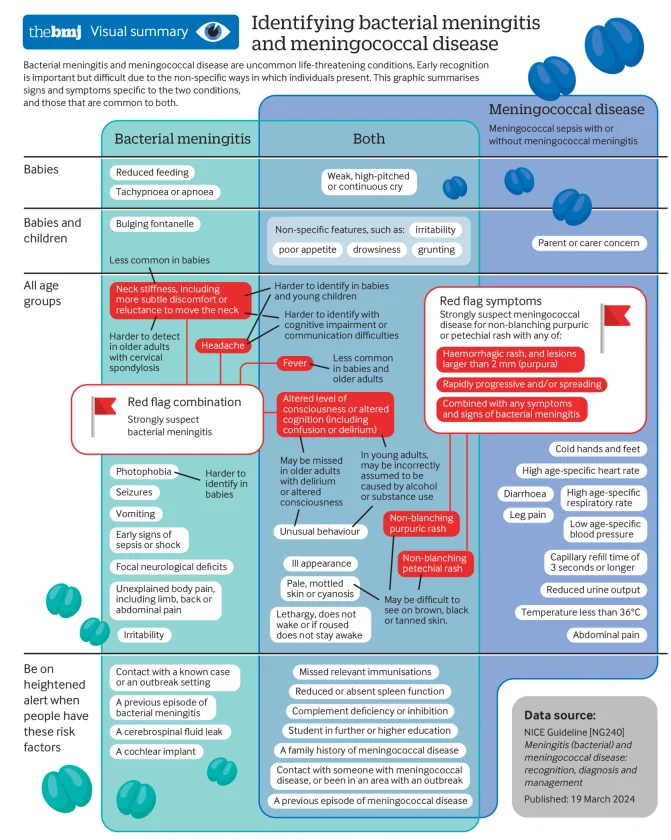 thebmj Visual summary
Identifying bacterial meningitis
and meningococcal disease
Bacterial meningitis and meningococcal disease are uncommon life-threatening conditions. Early recognition
is important but difficult due to the non-specific ways in which individuals present. This graphic summarises
signs and symptoms specific to the two conditions,
and those that are common to both.
Bacterial meningitis
Both
Meningococcal disease
Meningococcal sepsis with or
without meningococcal meningitis
Babies
Reduced feeding
Tachypnoea or apnoea
Weak, high-pitched
or continuous cry
Babies and
children
Bulging fontanelle
Non-specific features, such as:
irritability
poor appetite
drowsiness
grunting
Parent or carer concern
All age
groups
Less common in babies
Neck stiffness, including
more subtle discomfort or
reluctance to move the neck
Harder to identify in babies
and young children
Harder to identify with
cognitive impairment or
communication difficulties
Harder to detect
in older adults
with cervical
spondylosis
Headache
Fever
Less common
in babies and
older adults
Red flag symptoms
Strongly suspect meningococcal
disease for non-blanching purpuric
or petechial rash with any of:
Haemorrhagic rash, and lesions
larger than 2 mm (purpura)
Rapidly progressive and/or spreading
Combined with any symptoms
and signs of bacterial meningitis
Red flag combination
Strongly suspect
bacterial meningitis
Altered level of
consciousness or altered
cognition (including
confusion or delirium)
May be missed
in older adults
with delirium
or altered
consciousness
In young adults,
may be incorrectly
assumed to be
caused by alcohol
or substance use
Photophobia
Harder to
identify in
babies
Seizures
Vomiting
Early signs of
sepsis or shock
Focal neurological deficits
Unexplained body pain,
including limb, back or
abdominal pain
Irritability
Unusual behaviour
Non-blanching
purpuric rash
Non-blanching
petechial rash
Ill appearance
Pale, mottled
skin or cyanosis
Lethargy, does not
wake or if roused
does not stay awake
May be difficult to
see on brown, black
or tanned skin.
Cold hands and feet
High age-specific heart rate
Diarrhoea
High age-specific
respiratory rate
Leg pain
Low age-specific
blood pressure
Capillary refill time of
3 seconds or longer
Reduced urine output
Temperature less than 36°C
Abdominal pain
Be on
heightened
alert when
people have
these risk
factors
Contact with a known case
or an outbreak setting
A previous episode of
bacterial meningitis
A cerebrospinal fluid leak
A cochlear implant
Missed relevant immunisations
Reduced or absent spleen function
Complement deficiency or inhibition
Student in further or higher education
A family history of meningococcal disease
Contact with someone with meningococcal
disease, or been in an area with an outbreak
A previous episode of meningococcal disease
Data source:
NICE Guideline [NG240]
Meningitis (bacterial) and
meningococcal disease:
recognition, diagnosis and
management
Published: 19 March 2024